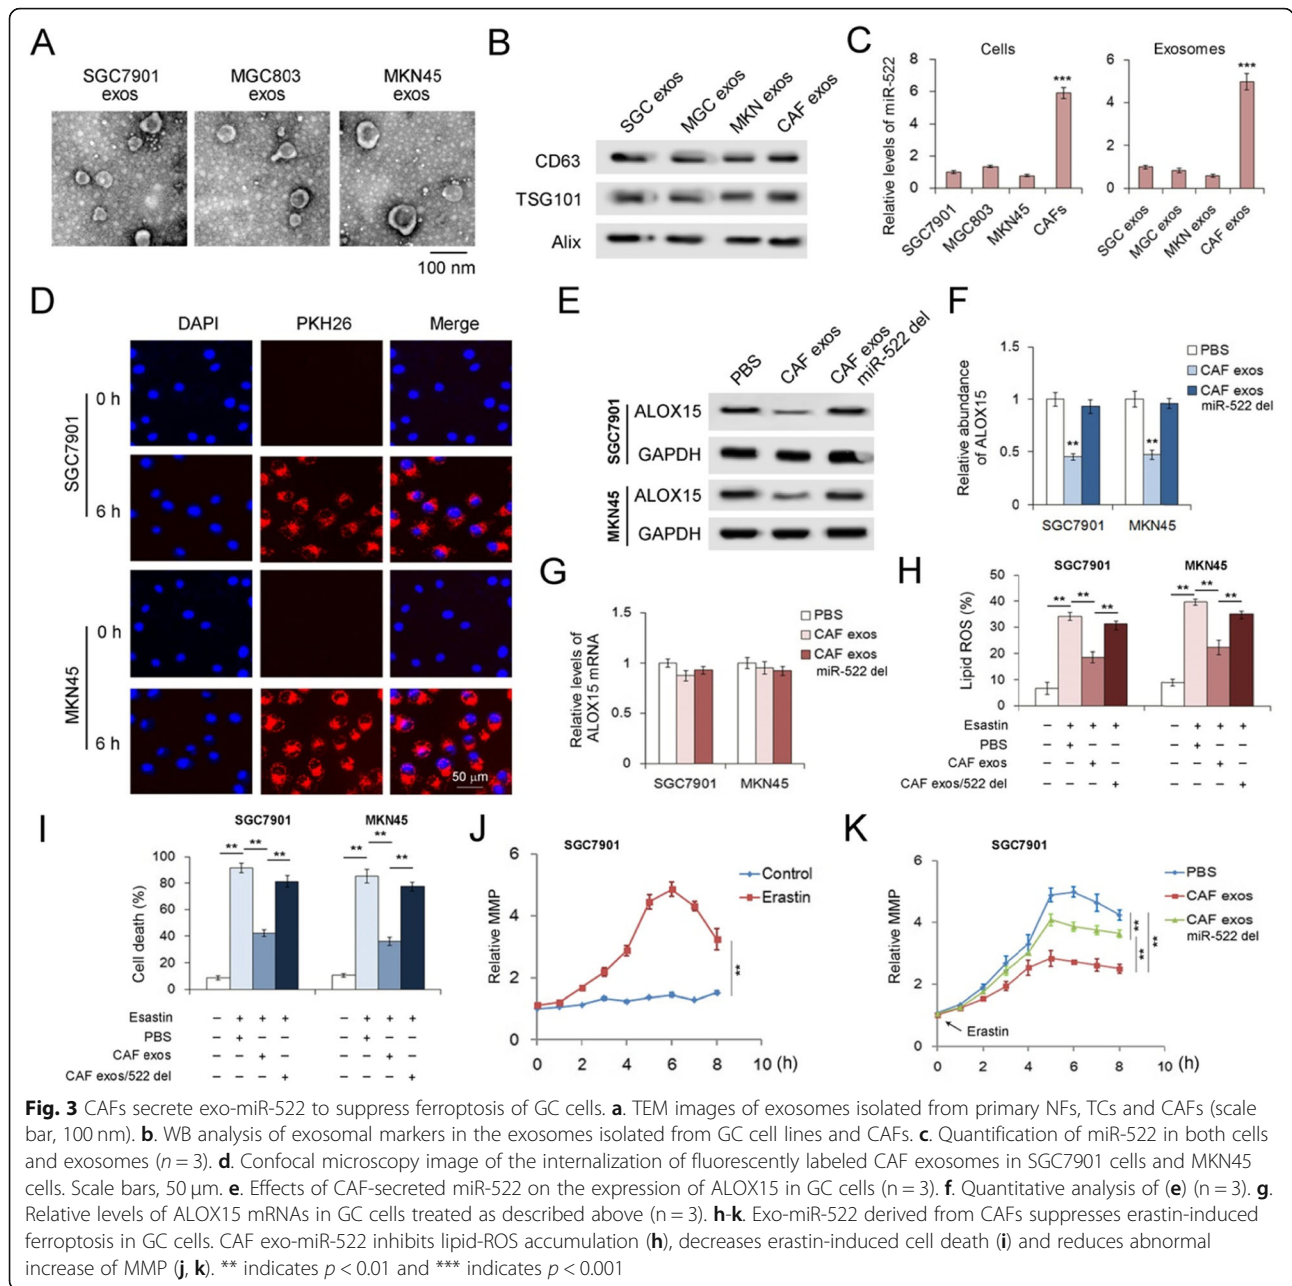 A
SGC7901 exos
MGC803 exos
MKN45 exos
100 nm
B
SGC exos
MGC exos
MKN exos
CAF exos
CD63
TSG101
Alix
C
Cells
Exosomes
Relative levels of miR-522
8
6
4
2
0
SGC7901
MGC803
MKN45
CAFs
***
6
4
2
0
SGC exos
MGC exos
MKN exos
CAF exos
***
D
DAPI
PKH26
Merge
SGC7901
0 h
6 h
MKN45
0 h
6 h
50 µm
E
PBS
CAF exos
CAF exos miR-522 del
SGC7901
ALOX15
GAPDH
MKN45
ALOX15
GAPDH
F
Relative abundance of ALOX15
1.5
1
0.5
0
PBS
CAF exos
CAF exos
miR-522 del
**
**
SGC7901
MKN45
G
Relative levels of ALOX15 mRNA
1.5
1
0.5
0
PBS
CAF exos
CAF exos
miR-522 del
SGC7901
MKN45
H
SGC7901
MKN45
Lipid ROS (%)
50
40
30
20
10
0
** ** **
** ** **
Esastin − + + + − + + +
PBS − + − +
CAF exos − + − +
CAF exos/522 del − + − +
I
SGC7901
MKN45
Cell death (%)
100
80
60
40
20
0
** ** **
** ** **
Esastin − + + + − + + +
PBS − + − +
CAF exos − + − +
CAF exos/522 del − + − +
J
SGC7901
Relative MMP
6
4
2
0
Control
Erastin
**
0 2 4 6 8 10 (h)
K
SGC7901
Relative MMP
6
4
2
0
PBS
CAF exos
CAF exos
miR-522 del
** ** **
Erastin
0 2 4 6 8 10 (h)
Fig. 3 CAFs secrete exo-miR-522 to suppress ferroptosis of GC cells. a. TEM images of exosomes isolated from primary NFs, TCs and CAFs (scale
bar, 100 nm). b. WB analysis of exosomal markers in the exosomes isolated from GC cell lines and CAFs. c. Quantification of miR-522 in both cells
and exosomes (n = 3). d. Confocal microscopy image of the internalization of fluorescently labeled CAF exosomes in SGC7901 cells and MKN45
cells. Scale bars, 50 µm. e. Effects of CAF-secreted miR-522 on the expression of ALOX15 in GC cells (n = 3). f. Quantitative analysis of (e) (n = 3). g.
Relative levels of ALOX15 mRNAs in GC cells treated as described above (n = 3). h-k. Exo-miR-522 derived from CAFs suppresses erastin-induced
ferroptosis in GC cells. CAF exo-miR-522 inhibits lipid-ROS accumulation (h), decreases erastin-induced cell death (i) and reduces abnormal
increase of MMP (j, k). ** indicates p < 0.01 and *** indicates p < 0.001